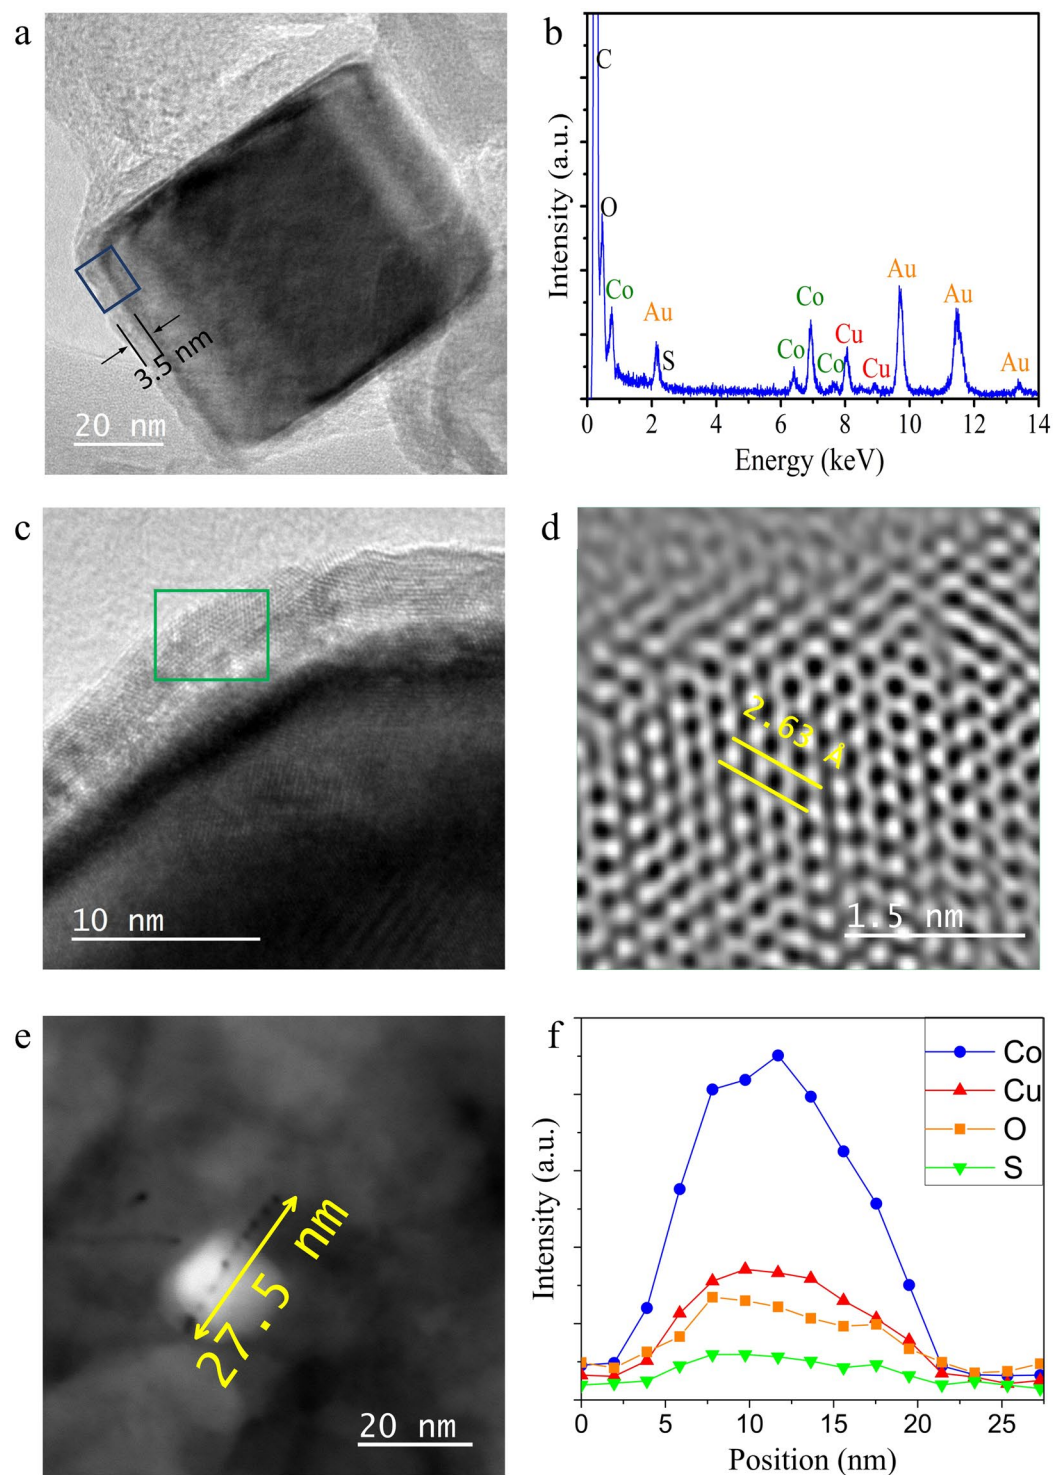 a
3.5 nm
20 nm
b
Intensity (a.u.)
C
O
Co
Au
S
Co
Co
Co
Cu
Cu
Au
Au
Au
0 2 4 6 8 10 12 14
Energy (keV)
c
10 nm
d
2.63 Å
1.5 nm
e
27.5 nm
20 nm
f
Intensity (a.u.)
Co
Cu
O
S
0 5 10 15 20 25
Position (nm)